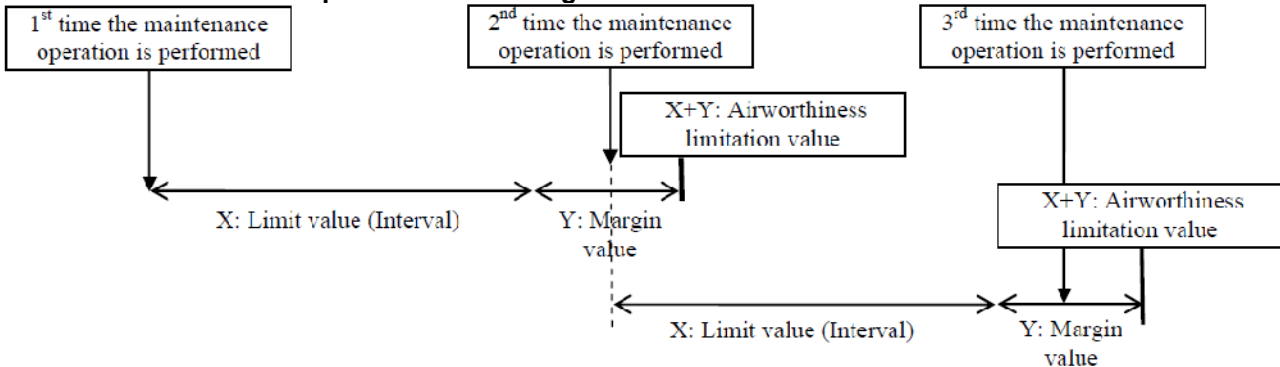 1st time the maintenance
operation is performed
2nd time the maintenance
operation is performed
3rd time the maintenance
operation is performed
X+Y: Airworthiness
limitation value
X: Limit value (Interval)
Y: Margin
value
X+Y: Airworthiness
limitation value
X: Limit value (Interval)
Y: Margin
value